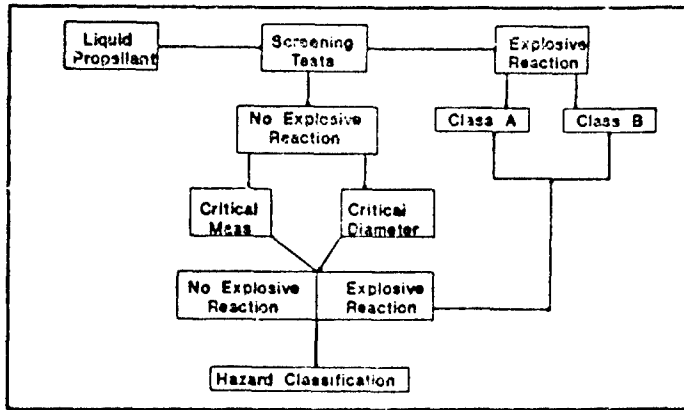 Liquid
Propellant
Screening
Tests
Explosive
Reaction
No Explosive
Reaction
Class A
Class B
Critical
Meas
Critical
Diameter
No Explosive
Reaction
Explosive
Reaction
Hazard Classification